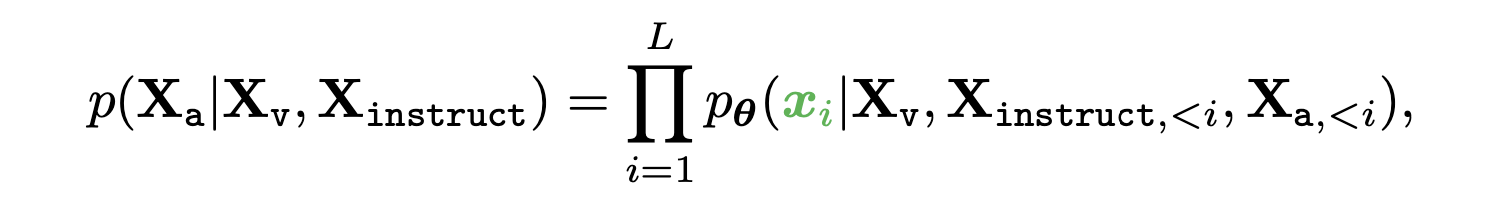 p(X_a|X_v, X_instruct) = ∏_{i=1}^{L} p_θ(x_i|X_v, X_instruct,<i, X_a,<i),